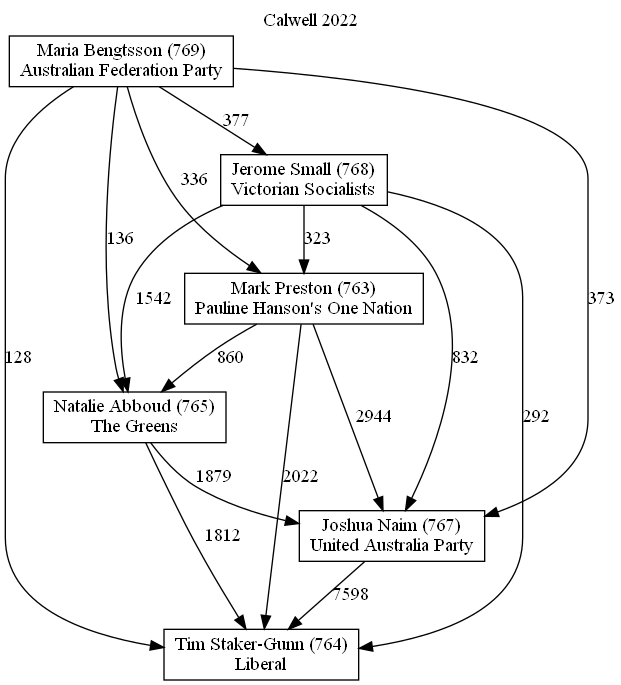 Calwell 2022
Maria Bengtsson (769)
Australian Federation Party
377
Jerome Small (768)
Victorian Socialists
336
136
323
Mark Preston (763)
Pauline Hanson's One Nation
1542
373
128
860
832
Natalie Abboud (765)
The Greens
2944
292
1879
2022
Joshua Naim (767)
United Australia Party
1812
7598
Tim Staker-Gunn (764)
Liberal